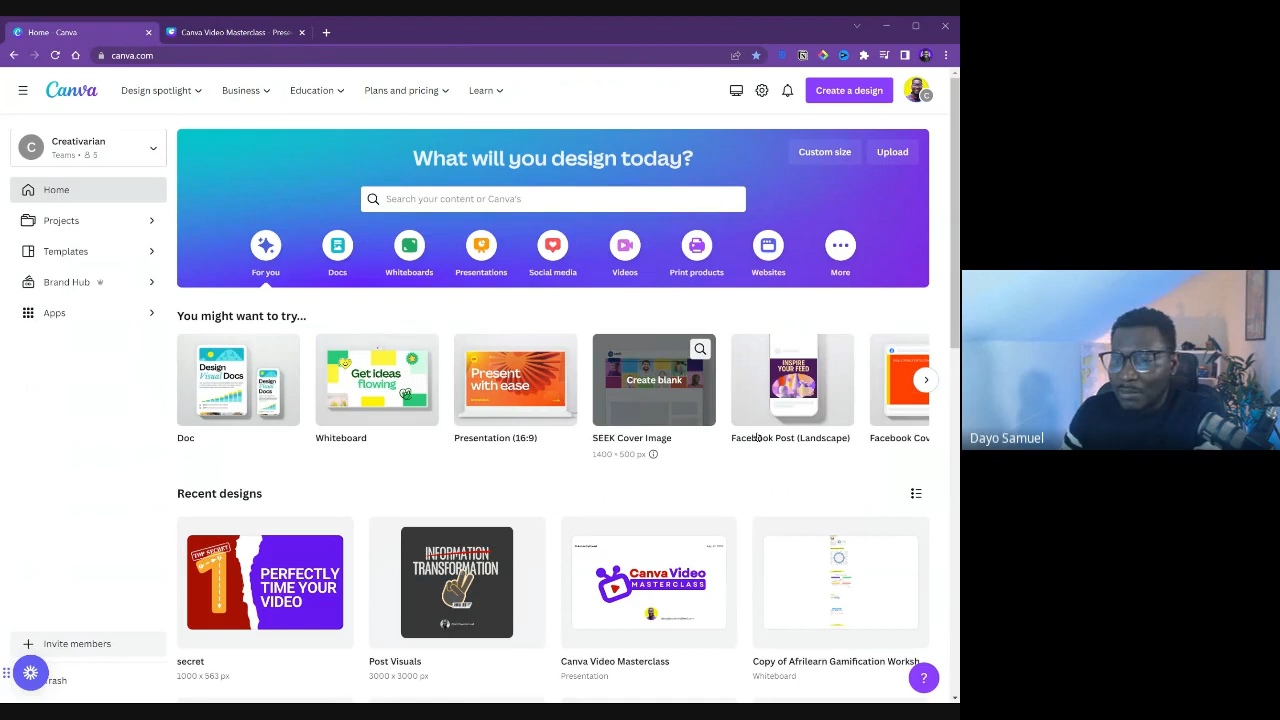 Home - Canva
Canva Video Masterclass - Prese
canva.com
Canva
Design spotlight
Business
Education
Plans and pricing
Learn
Create a design
C
C
Creativarian
Teams • 5
Home
Projects
Templates
Brand Hub
Apps
Invite members
Trash
What will you design today?
Custom size
Upload
Search your content or Canva's
For you
Docs
Whiteboards
Presentations
Social media
Videos
Print products
Websites
More
You might want to try...
Design
Visual Docs
Design
Visual Docs
Get ideas
flowing
Present
with ease
Create blank
INSPIRE
YOUR FEED
Doc
Whiteboard
Presentation (16:9)
SEEK Cover Image
1400 × 500 px
Facebook Post (Landscape)
Facebook Cov
Recent designs
TOP SECRET
1
PERFECTLY
TIME YOUR
VIDEO
INFORMATION
TRANSFORMATION
Canva Video
MASTERCLASS
secret
1000 x 563 px
Post Visuals
3000 x 3000 px
Canva Video Masterclass
Presentation
Copy of Afrilearn Gamification Worksh
Whiteboard
?
Dayo Samuel